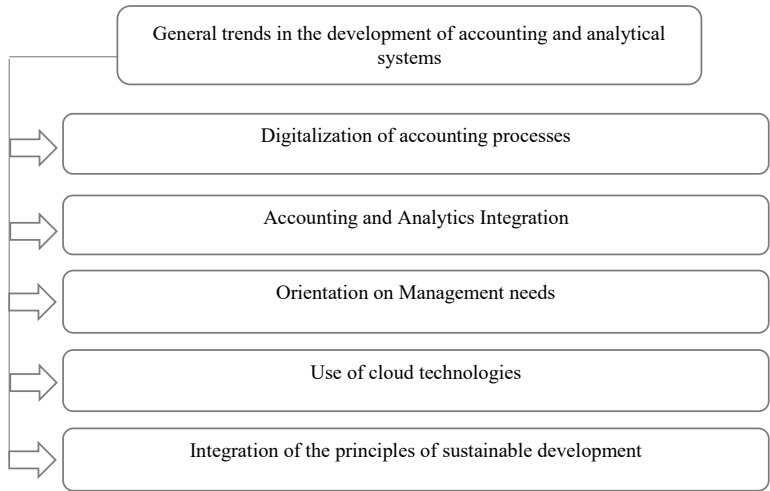 General trends in the development of accounting and analytical
systems
Digitalization of accounting processes
Accounting and Analytics Integration
Orientation on Management needs
Use of cloud technologies
Integration of the principles of sustainable development